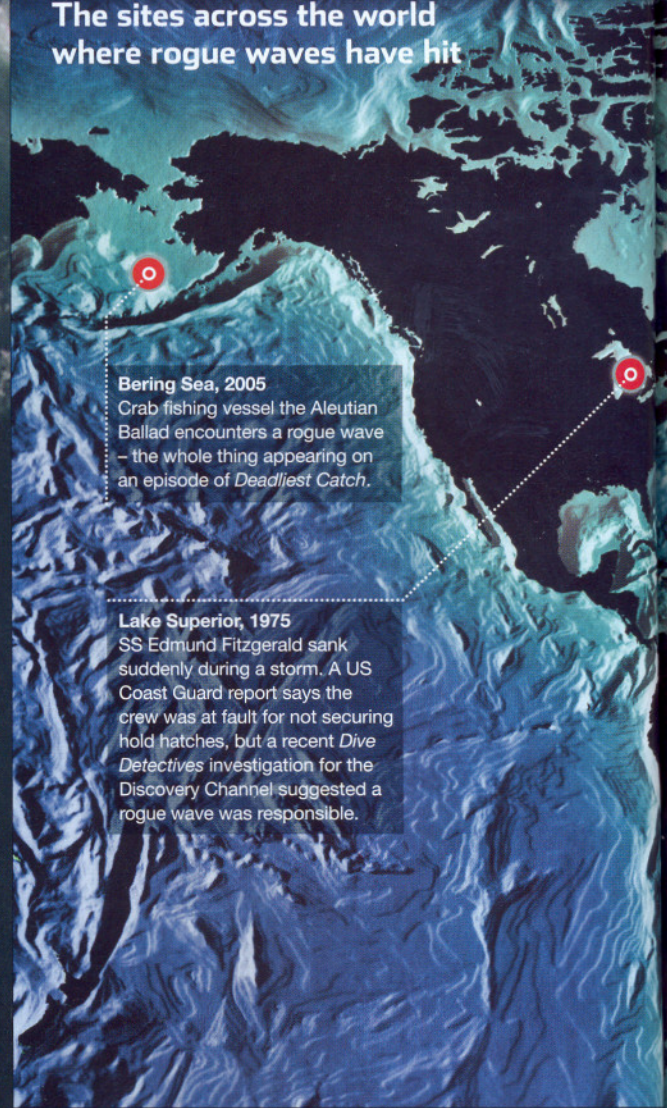 The sites across the world
where rogue waves have hit
Bering Sea, 2005
Crab fishing vessel the Aleutian
Ballad encounters a rogue wave
– the whole thing appearing on
an episode of Deadliest Catch.
Lake Superior, 1975
SS Edmund Fitzgerald sank
suddenly during a storm. A US
Coast Guard report says the
crew was at fault for not securing
hold hatches, but a recent Dive
Detectives investigation for the
Discovery Channel suggested a
rogue wave was responsible.